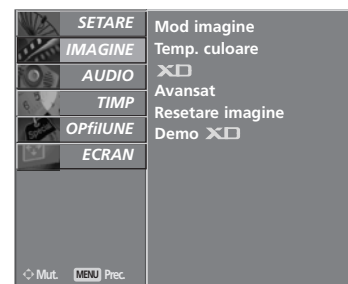 SETARE
IMAGINE
AUDIO
TIMP
OPfiIUNE
ECRAN
Mut. MENU Prec.
Mod imagine
Temp. culoare
XD
Avansat
Resetare imagine
Demo XD